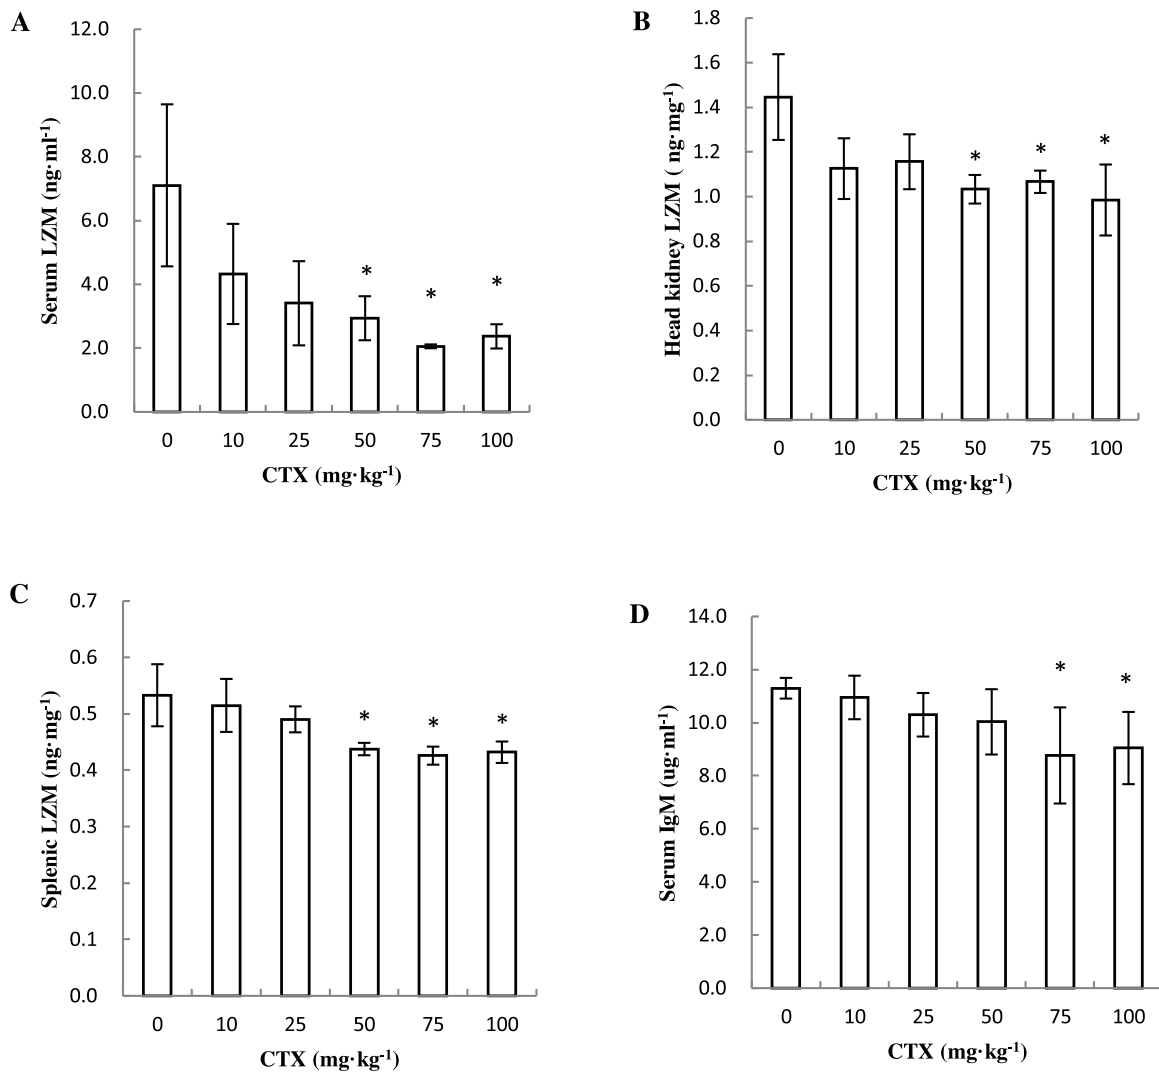 A
12.0
10.0
8.0
6.0
4.0
2.0
0.0
Serum LZM (ng·ml⁻¹)
* * *
0 10 25 50 75 100
CTX (mg·kg⁻¹)
B
1.8
1.6
1.4
1.2
1.0
0.8
0.6
0.4
0.2
0.0
Head kidney LZM ( ng·mg⁻¹)
* * *
0 10 25 50 75 100
CTX (mg·kg⁻¹)
C
0.7
0.6
0.5
0.4
0.3
0.2
0.1
0.0
Splenic LZM (ng·mg⁻¹)
* * *
0 10 25 50 75 100
CTX (mg·kg⁻¹)
D
14.0
12.0
10.0
8.0
6.0
4.0
2.0
0.0
Serum IgM (ug·ml⁻¹)
* *
0 10 25 50 75 100
CTX (mg·kg⁻¹)